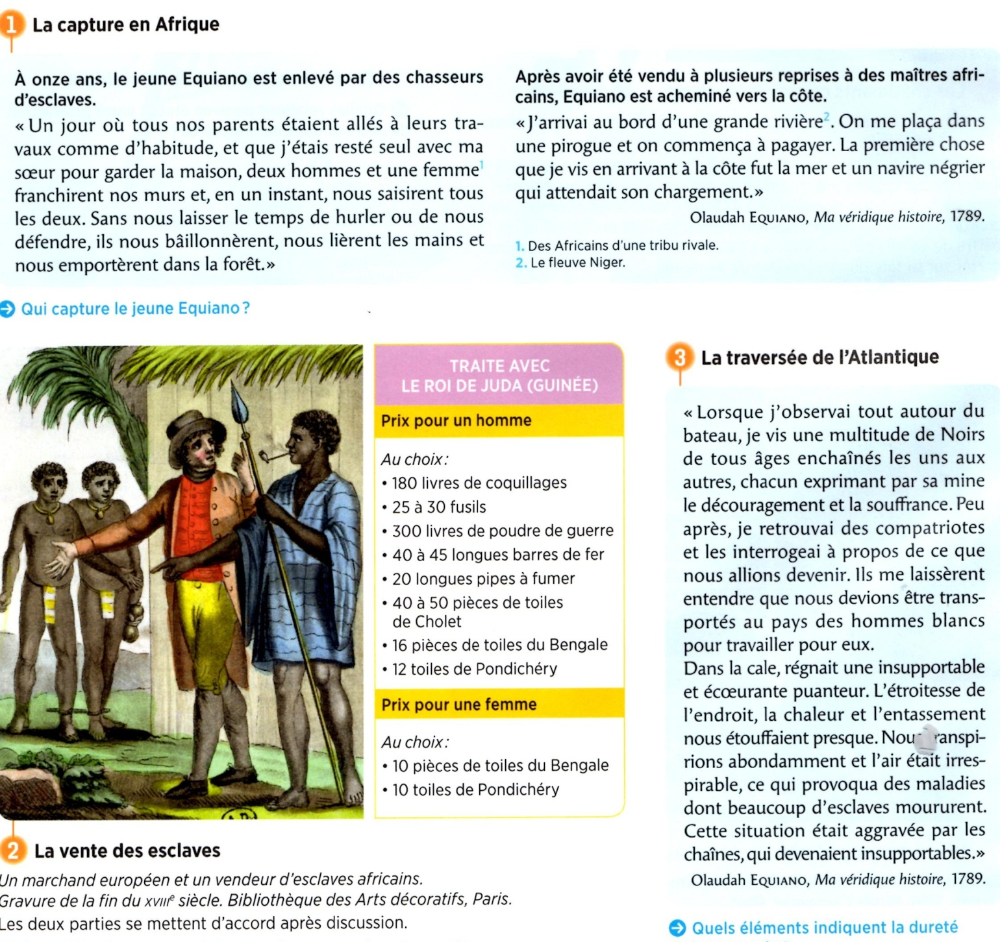 1 La capture en Afrique
À onze ans, le jeune Equiano est enlevé par des chasseurs
d'esclaves.
« Un jour où tous nos parents étaient allés à leurs tra-
vaux comme d'habitude, et que j'étais resté seul avec ma
sœur pour garder la maison, deux hommes et une femme¹
franchirent nos murs et, en un instant, nous saisirent tous
les deux. Sans nous laisser le temps de hurler ou de nous
défendre, ils nous bâillonnèrent, nous lièrent les mains et
nous emportèrent dans la forêt. »
Après avoir été vendu à plusieurs reprises à des maîtres afri-
cains, Equiano est acheminé vers la côte.
« J'arrivai au bord d'une grande rivière². On me plaça dans
une pirogue et on commença à pagayer. La première chose
que je vis en arrivant à la côte fut la mer et un navire négrier
qui attendait son chargement. »
Olaudah EQUIANO, Ma véridique histoire, 1789.
1. Des Africains d'une tribu rivale.
2. Le fleuve Niger.
Qui capture le jeune Equiano ?
TRAITE AVEC
LE ROI DE JUDA (GUINÉE)
Prix pour un homme
Au choix :
• 180 livres de coquillages
• 25 à 30 fusils
• 300 livres de poudre de guerre
• 40 à 45 longues barres de fer
• 20 longues pipes à fumer
• 40 à 50 pièces de toiles
de Cholet
• 16 pièces de toiles du Bengale
• 12 toiles de Pondichéry
Prix pour une femme
Au choix :
• 10 pièces de toiles du Bengale
• 10 toiles de Pondichéry
2 La vente des esclaves
Un marchand européen et un vendeur d'esclaves africains.
Gravure de la fin du XVIIIe siècle. Bibliothèque des Arts décoratifs, Paris.
Les deux parties se mettent d'accord après discussion.
3 La traversée de l'Atlantique
« Lorsque j'observai tout autour du
bateau, je vis une multitude de Noirs
de tous âges enchaînés les uns aux
autres, chacun exprimant par sa mine
le découragement et la souffrance. Peu
après, je retrouvai des compatriotes
et les interrogeai à propos de ce que
nous allions devenir. Ils me laissèrent
entendre que nous devions être trans-
portés au pays des hommes blancs
pour travailler pour eux.
Dans la cale, régnait une insupportable
et écœurante puanteur. L'étroitesse de
l'endroit, la chaleur et l'entassement
nous étouffaient presque. Nous transpi-
rions abondamment et l'air était irres-
pirable, ce qui provoqua des maladies
dont beaucoup d'esclaves moururent.
Cette situation était aggravée par les
chaînes, qui devenaient insupportables. »
Olaudah EQUIANO, Ma véridique histoire, 1789.
Quels éléments indiquent la dureté